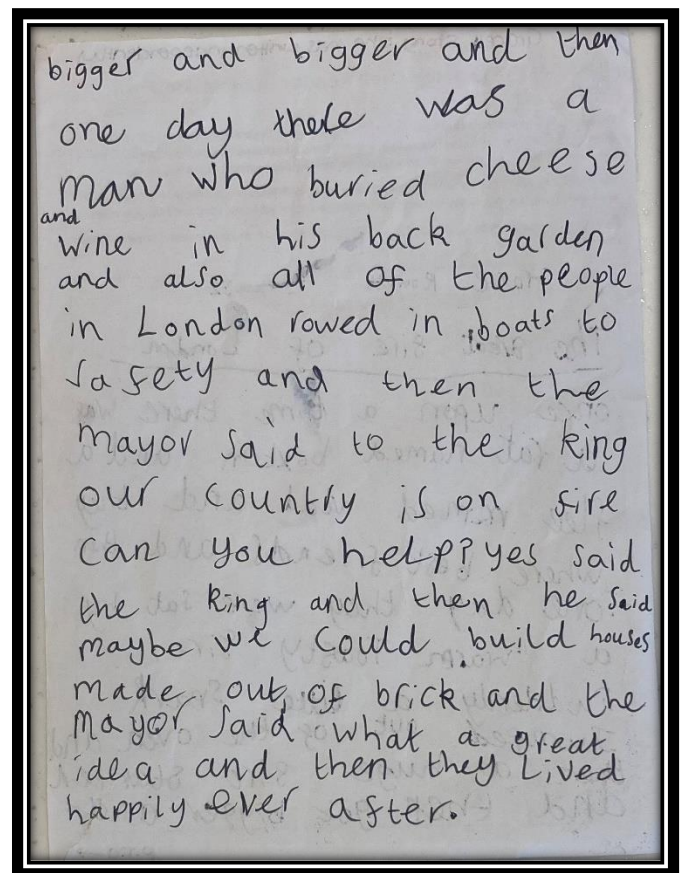 bigger and bigger and then
one day there was a
man who buried cheese
and
wine in his back garden
and also all of the people
in London rowed in boats to
safety and then the
mayor said to the king
our country is on fire
can you help? yes said
the king and then he said
maybe we could build houses
made out of brick and the
mayor said what a great
idea and then they Lived
happily ever after.